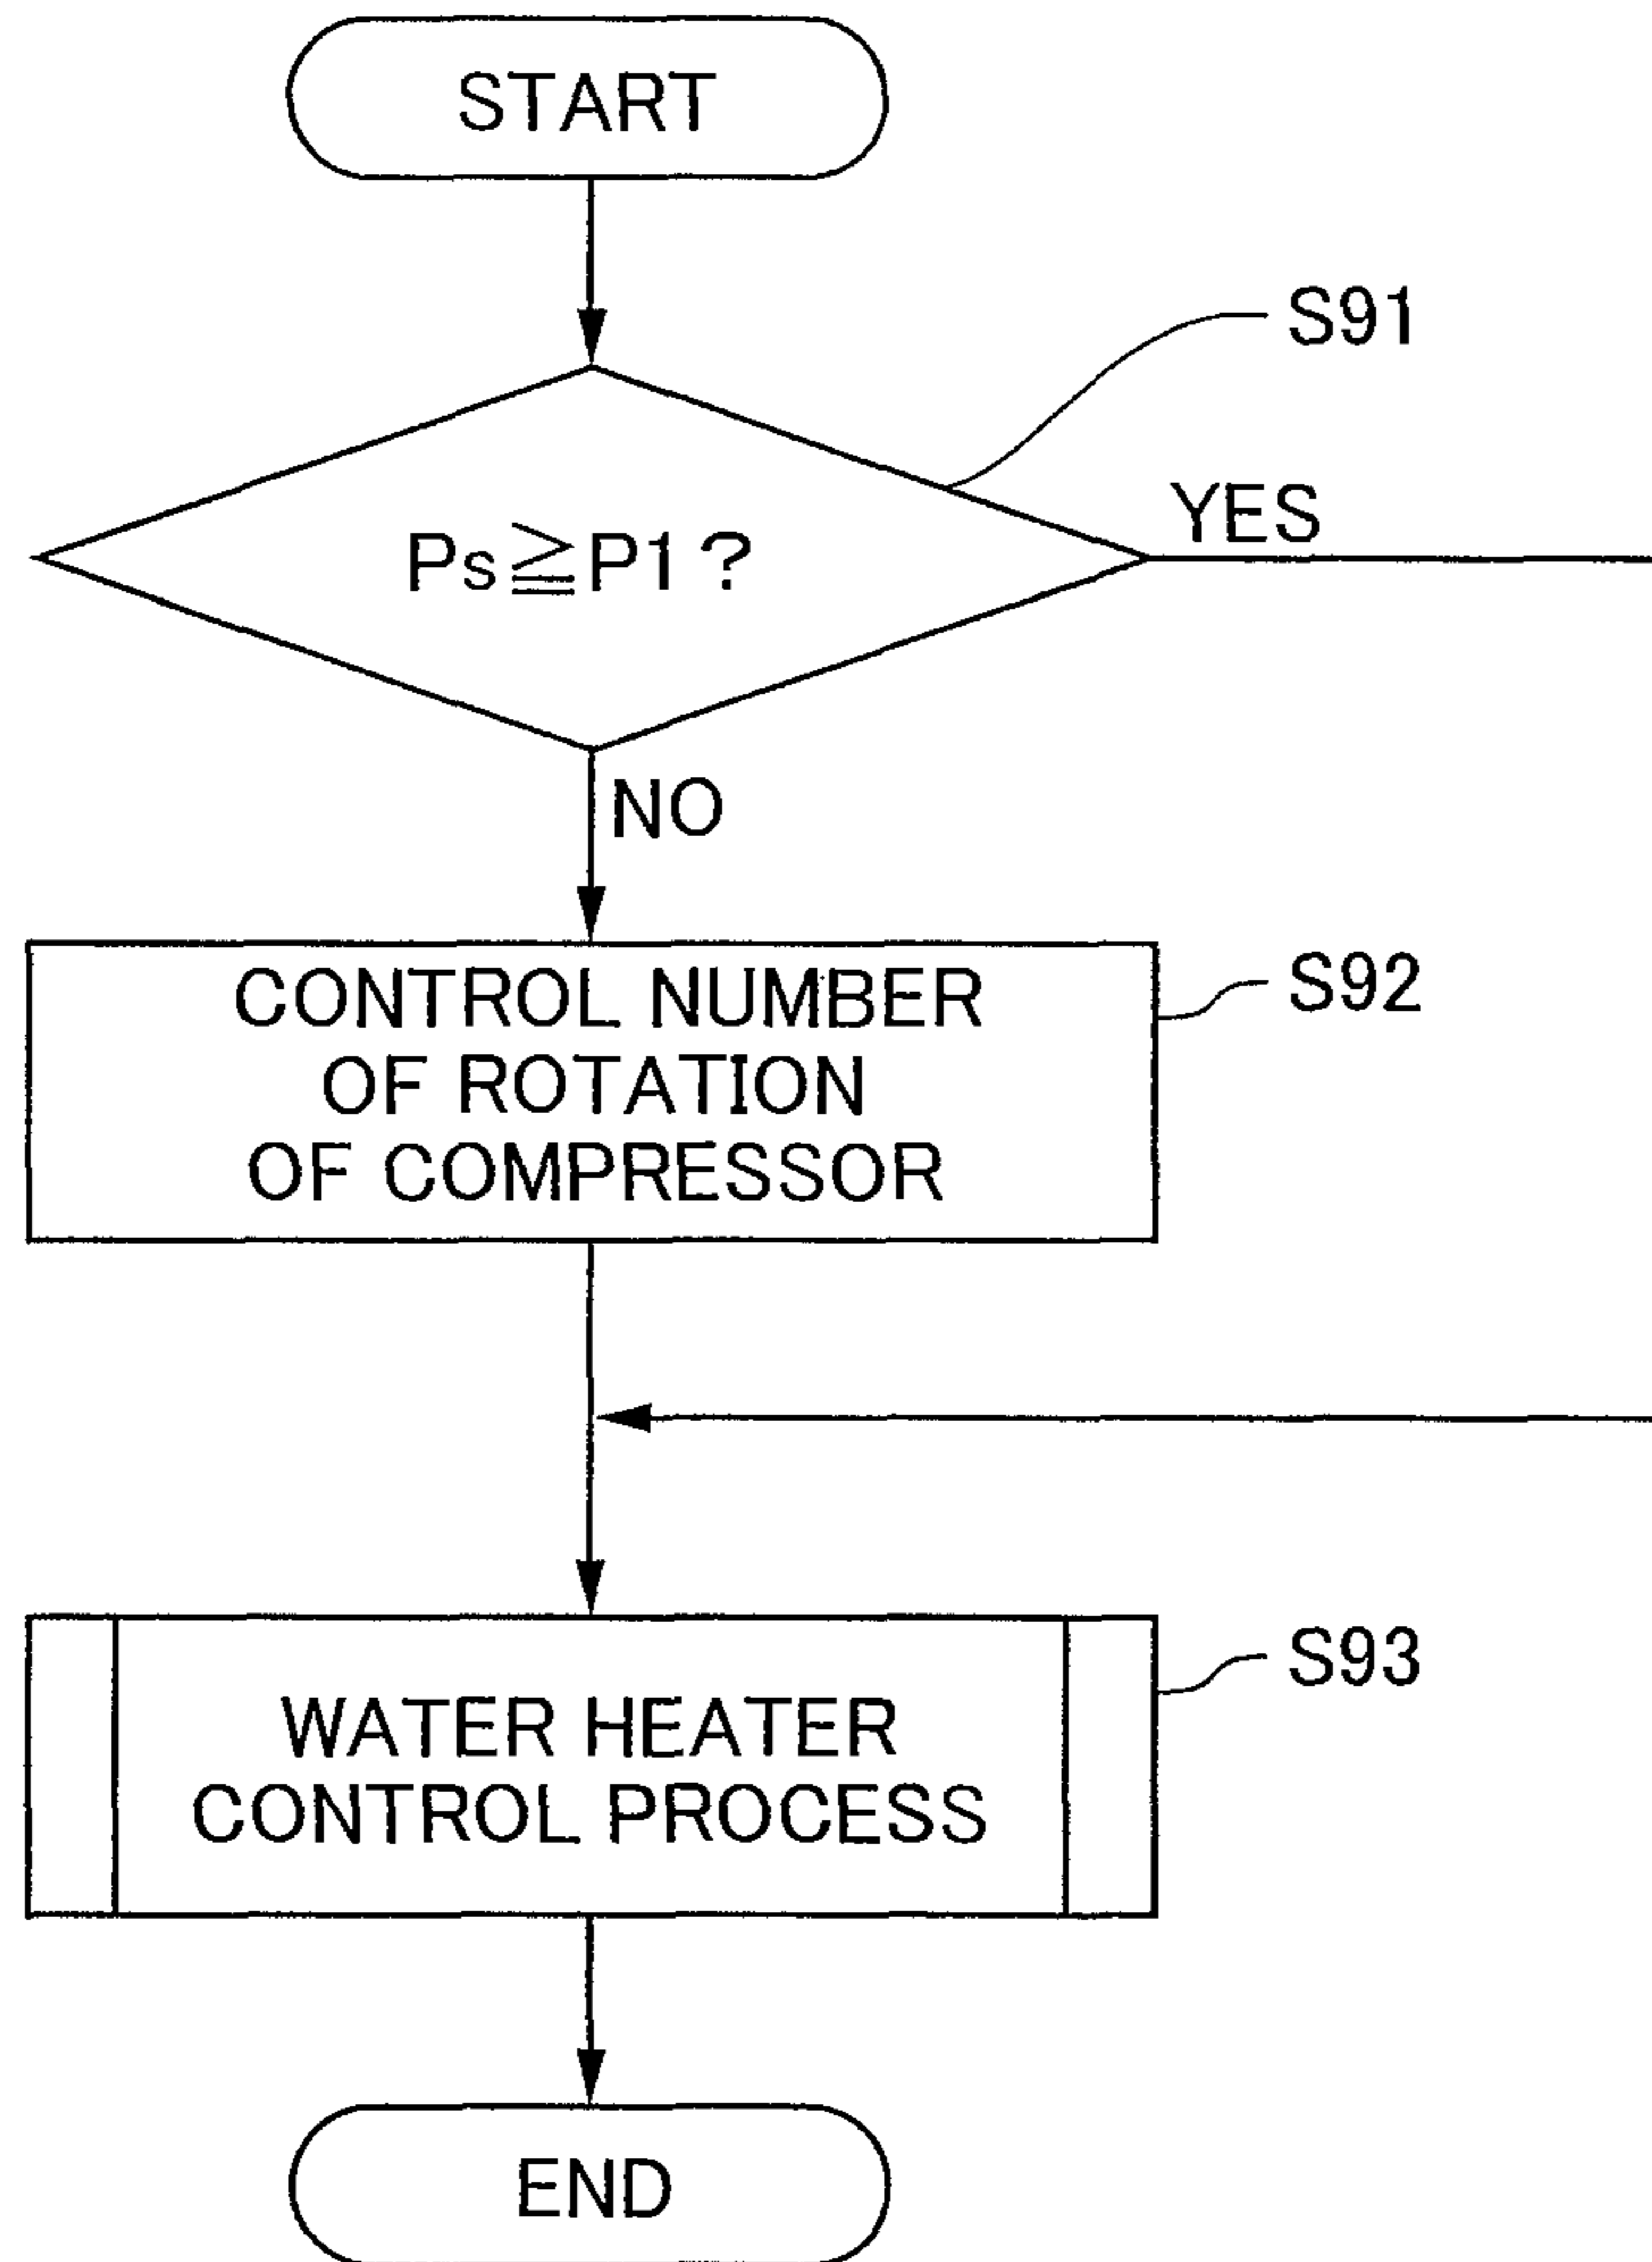 START
S91
YES
Ps≧P1?
NO
CONTROL NUMBER
OF ROTATION
OF COMPRESSOR
S92
S93
WATER HEATER
CONTROL PROCESS
END